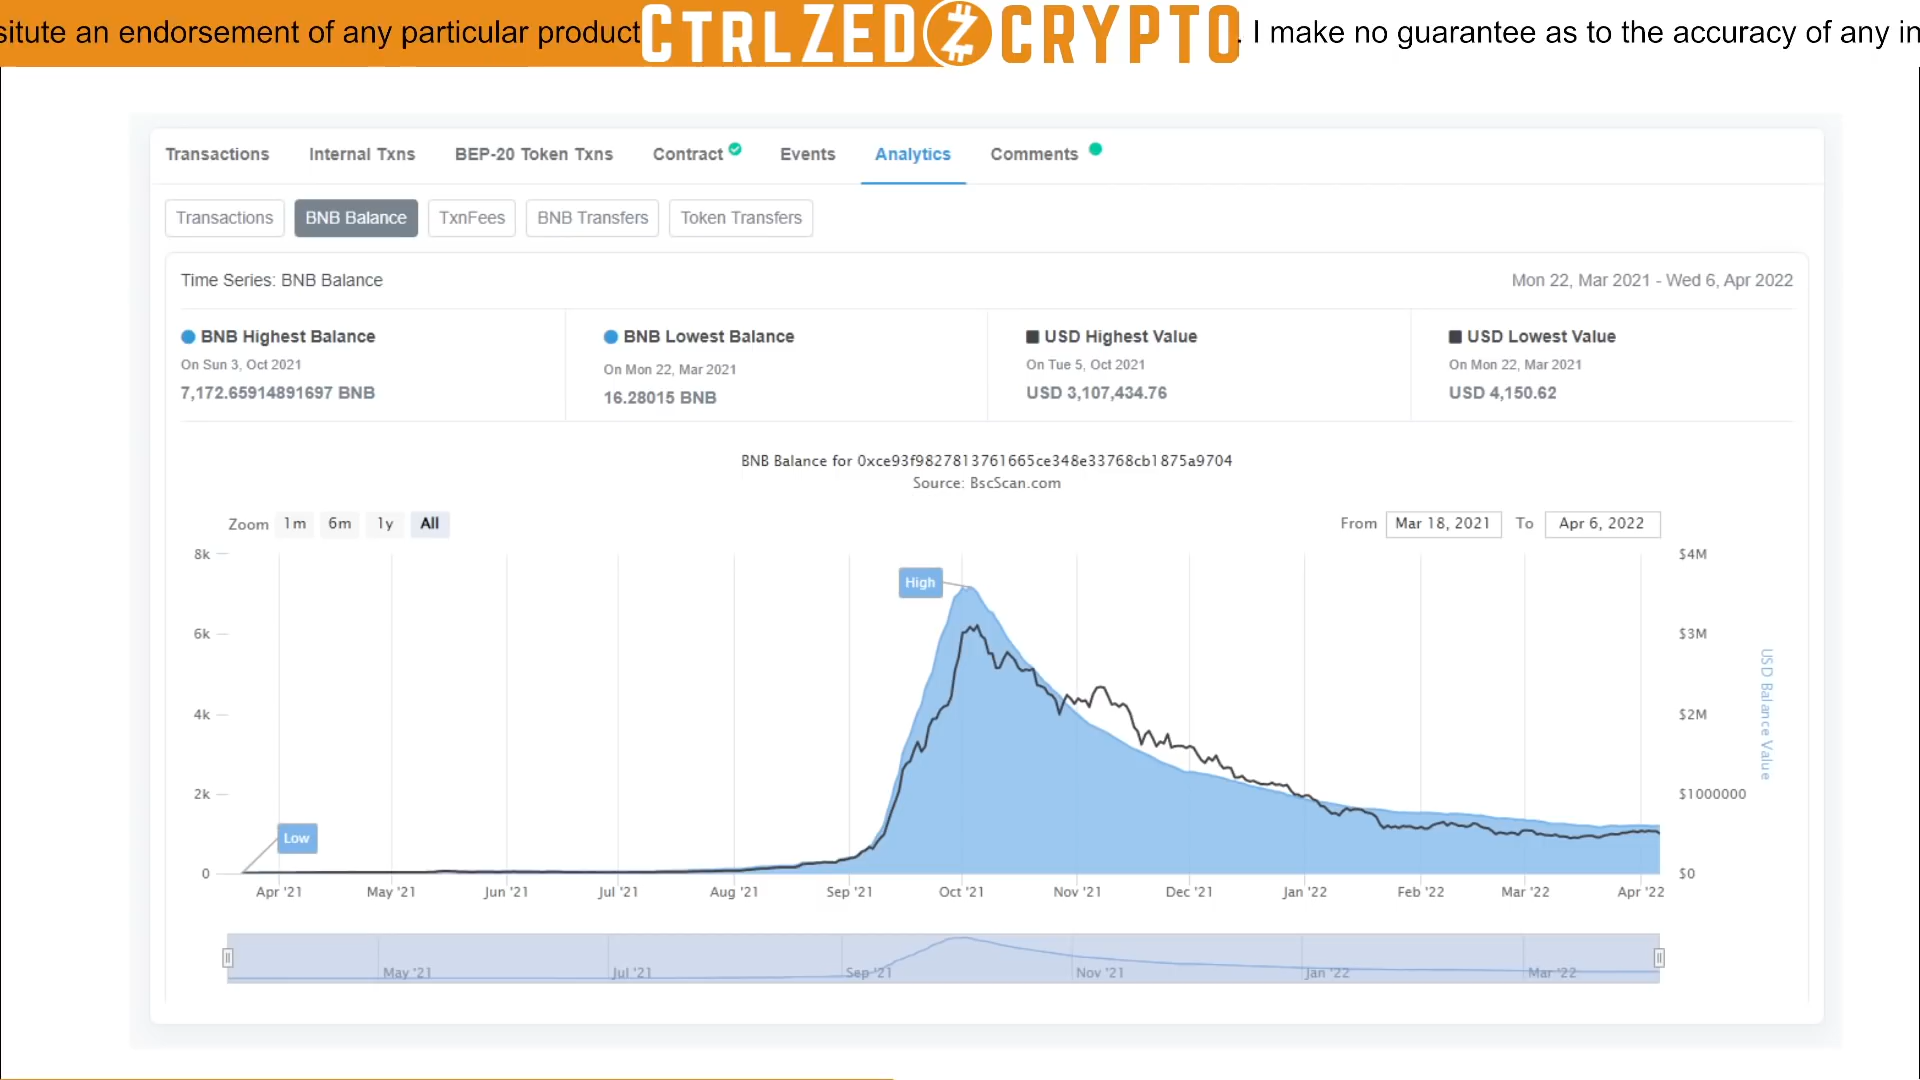 situte an endorsement of any particular product
CTRLZED CRYPTO
. I make no guarantee as to the accuracy of any in
Transactions Internal Txns BEP-20 Token Txns Contract Events Analytics Comments
Transactions BNB Balance TxnFees BNB Transfers Token Transfers
Time Series: BNB Balance Mon 22, Mar 2021 - Wed 6, Apr 2022
BNB Highest Balance BNB Lowest Balance USD Highest Value USD Lowest Value
On Sun 3, Oct 2021 On Mon 22, Mar 2021 On Tue 5, Oct 2021 On Mon 22, Mar 2021
7,172.65914891697 BNB 16.28015 BNB USD 3,107,434.76 USD 4,150.62
BNB Balance for 0xce93f9827813761665ce348e33768cb1875a9704
Source: BscScan.com
Zoom 1m 6m 1y All From Mar 18, 2021 To Apr 6, 2022
8k $4M
High
6k $3M
4k $2M
2k $1000000
Low
0 $0
USD Balance Value
Apr '21 May '21 Jun '21 Jul '21 Aug '21 Sep '21 Oct '21 Nov '21 Dec '21 Jan '22 Feb '22 Mar '22 Apr '22
May '21 Jul '21 Sep '21 Nov '21 Jan '22 Mar '22